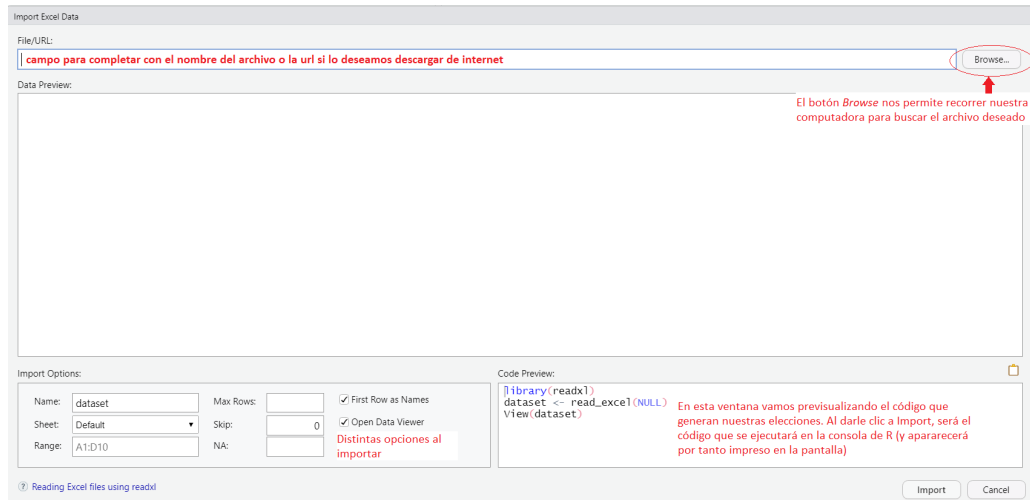 Import Excel Data
File/URL:
campo para completar con el nombre del archivo o la url si lo deseamos descargar de internet
Browse...
Data Preview:
El botón Browse nos permite recorrer nuestra
computadora para buscar el archivo deseado
Import Options:
Name: dataset
Max Rows:
First Row as Names
Sheet: Default
Skip: 0
Open Data Viewer
Range: A1:D10
NA:
Distintas opciones al
importar
Code Preview:
library(readxl)
dataset <- read_excel(NULL)
View(dataset)
En esta ventana vamos previsualizando el código que
generan nuestras elecciones. Al darle clic a Import, será el
código que se ejecutará en la consola de R (y apararecerá
por tanto impreso en la pantalla)
? Reading Excel files using readxl
Import
Cancel